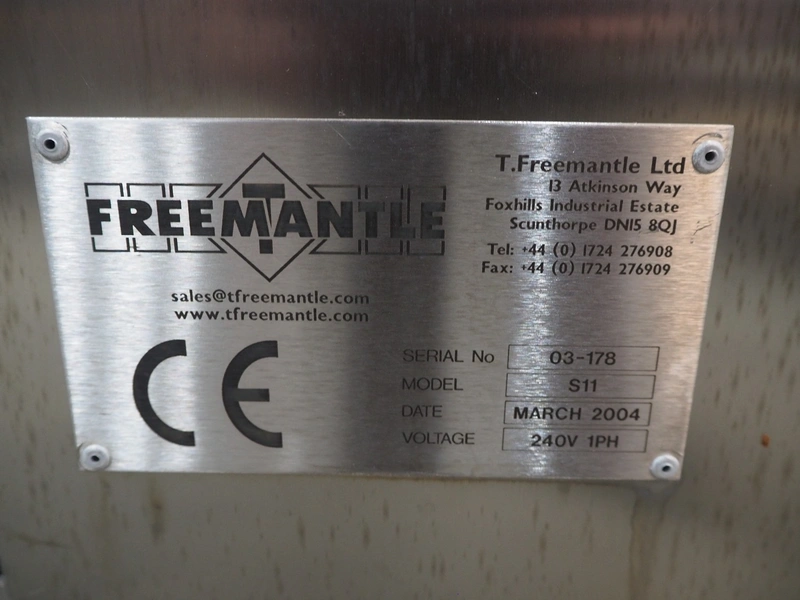 FREEMANTLE
sales@tfreemantle.com
www.tfreemantle.com
T.Freemantle Ltd
13 Atkinson Way
Foxhills Industrial Estate
Scunthorpe DN15 8QJ
Tel: +44 (0) 1724 276908
Fax: +44 (0) 1724 276909
CE
SERIAL No 03-178
MODEL S11
DATE MARCH 2004
VOLTAGE 240V 1PH